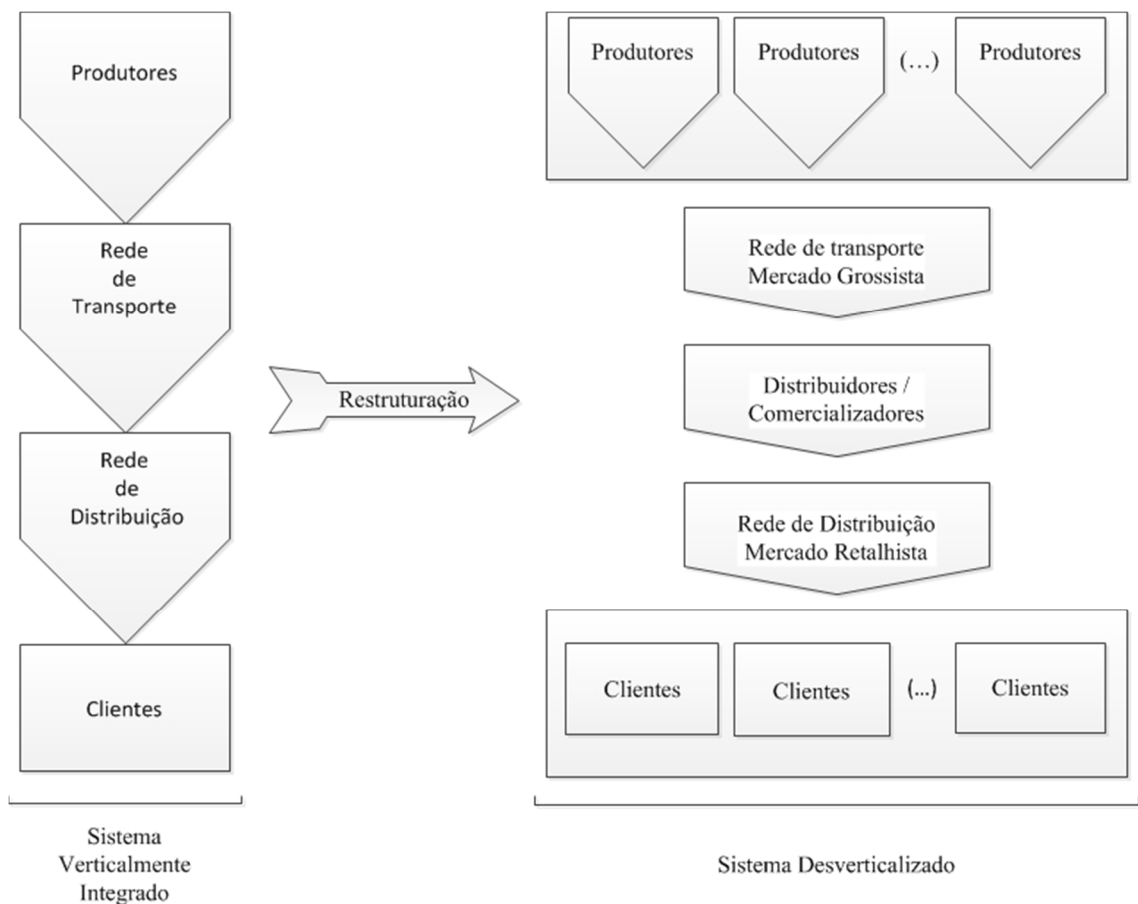 Produtores
Rede
de
Transporte
Rede
de
Distribuição
Clientes
Sistema
Verticalmente
Integrado
Restruturação
Produtores
Produtores
(…)
Produtores
Rede de transporte
Mercado Grossista
Distribuidores /
Comercializadores
Rede de Distribuição
Mercado Retalhista
Clientes
Clientes
(...)
Clientes
Sistema Desverticalizado